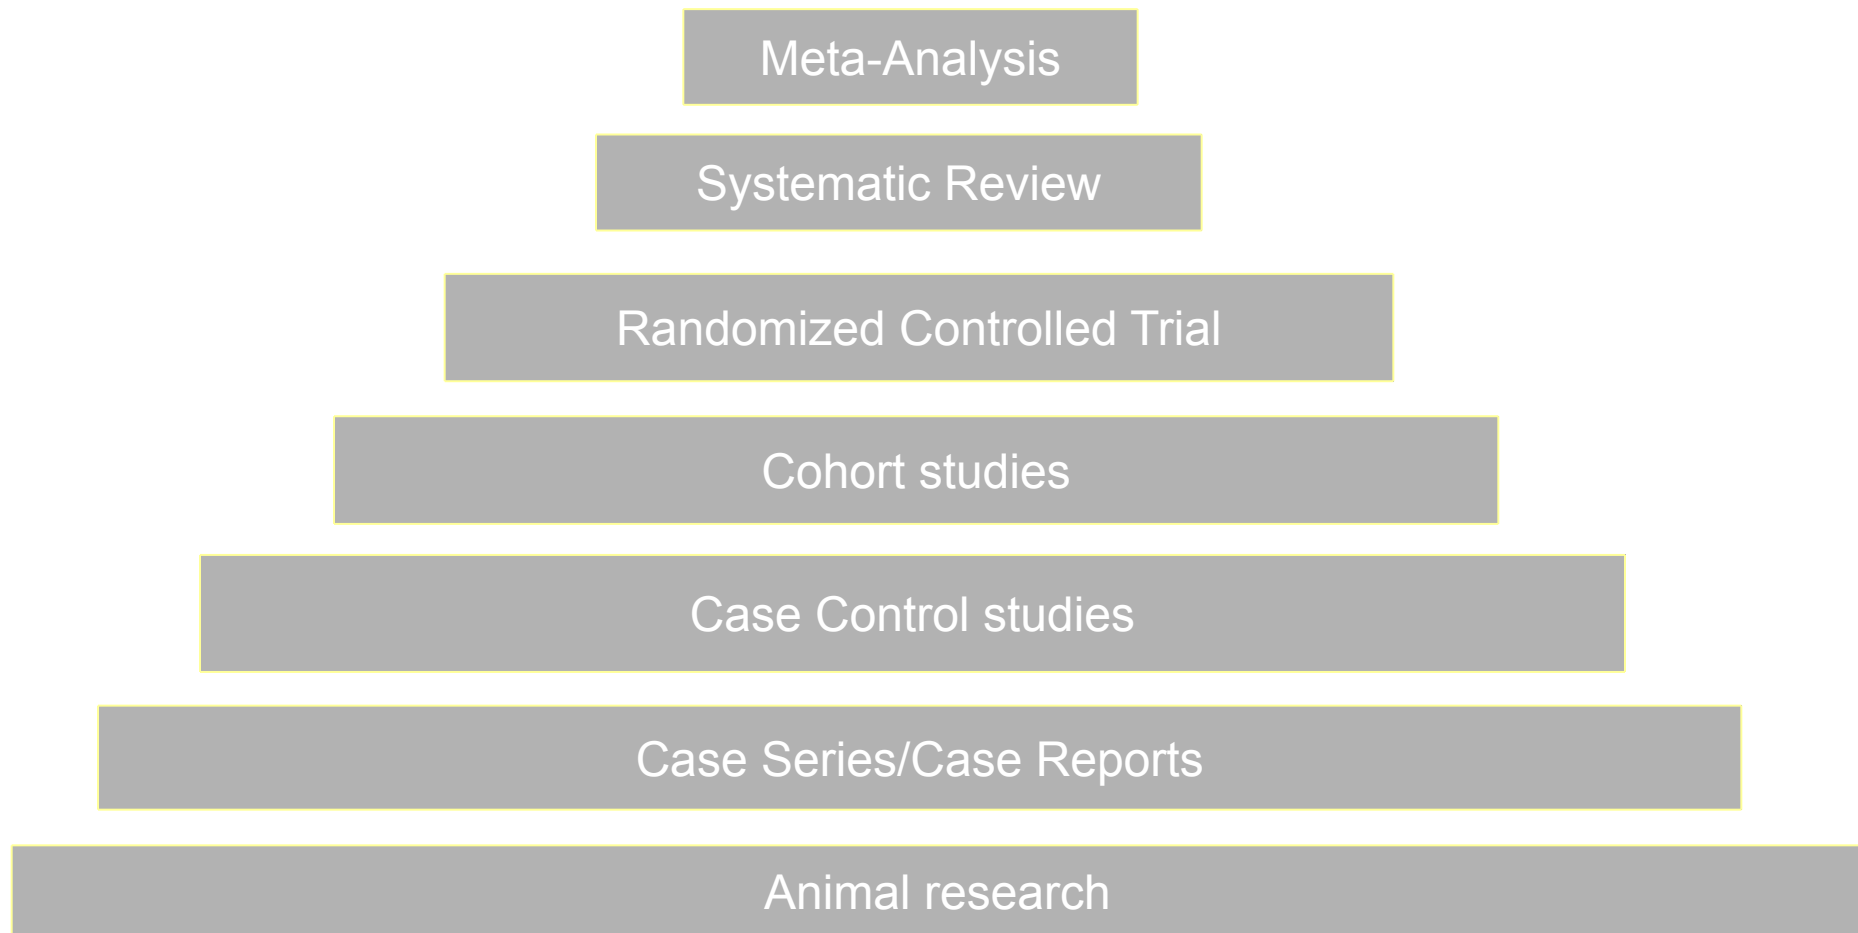 Meta-Analysis
Systematic Review
Randomized Controlled Trial
Cohort studies
Case Control studies
Case Series/Case Reports
Animal research